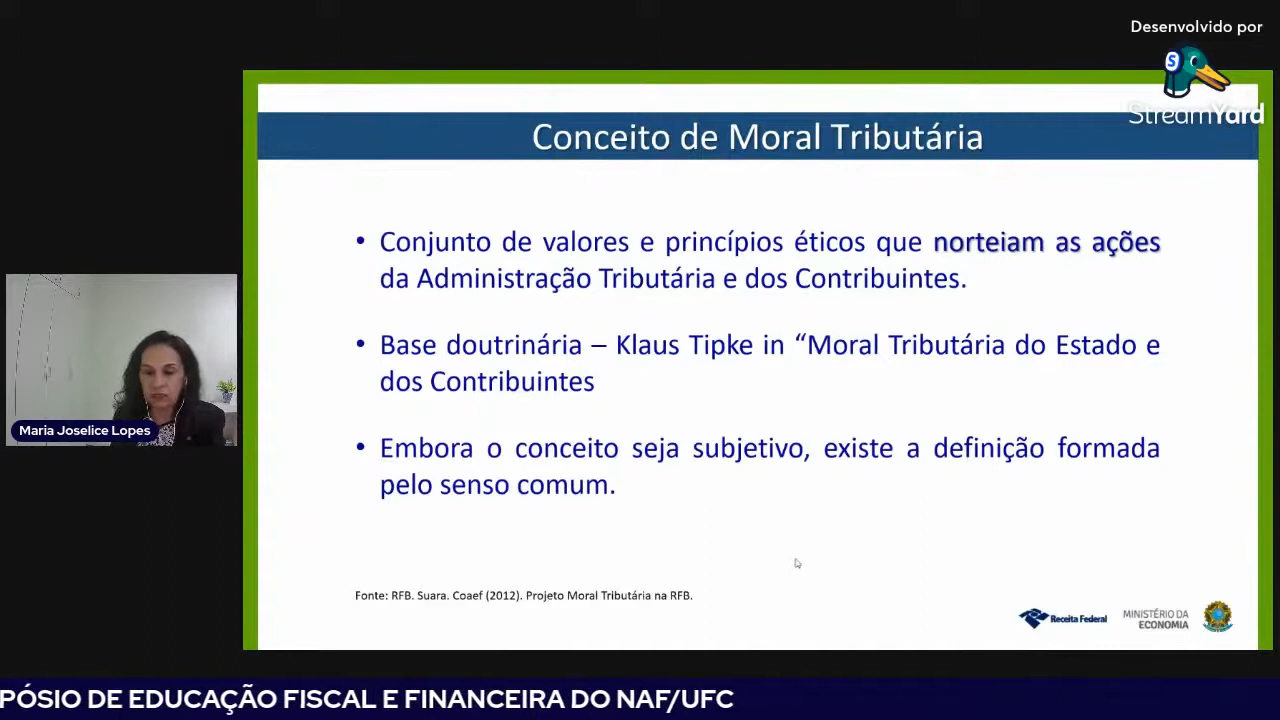 Desenvolvido por
StreamYard
Conceito de Moral Tributária
• Conjunto de valores e princípios éticos que norteiam as ações
da Administração Tributária e dos Contribuintes.
• Base doutrinária – Klaus Tipke in “Moral Tributária do Estado e
dos Contribuintes
• Embora o conceito seja subjetivo, existe a definição formada
pelo senso comum.
Maria Joselice Lopes
Fonte: RFB. Suara. Coaef (2012). Projeto Moral Tributária na RFB.
Receita Federal
MINISTÉRIO DA
ECONOMIA
PÓSIO DE EDUCAÇÃO FISCAL E FINANCEIRA DO NAF/UFC